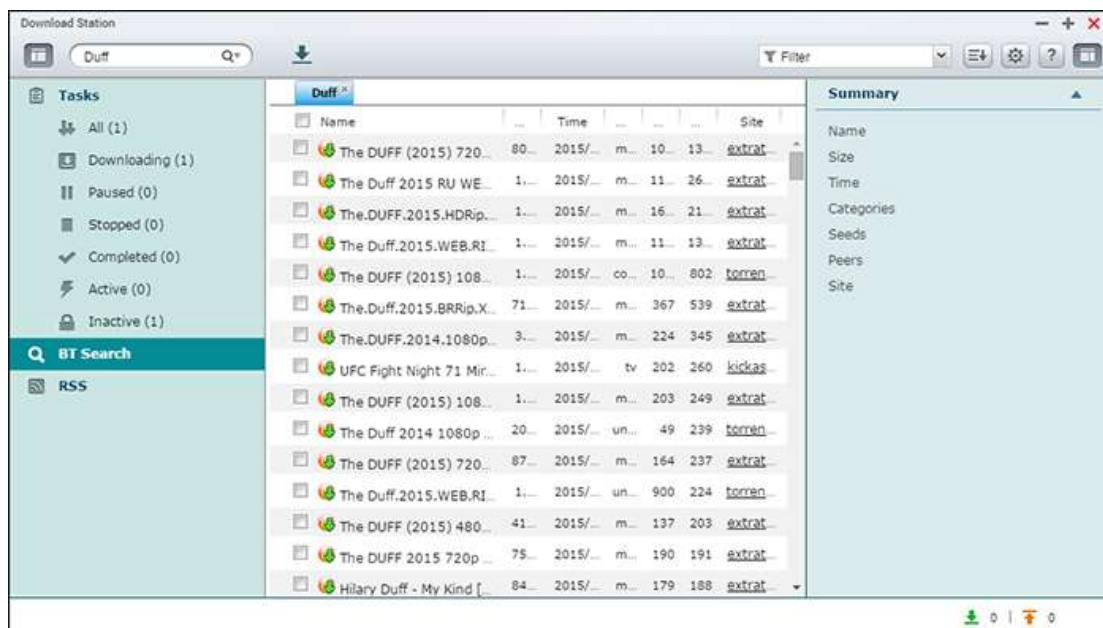 Download Station
Duff
Filter
?
Tasks
All (1)
Downloading (1)
Paused (0)
Stopped (0)
Completed (0)
Active (0)
Inactive (1)
BT Search
RSS
Duff
Name ... Time ... ... ... Site
The DUFF (2015) 720... 80... 2015/... m... 10... 13... extrat...
The Duff 2015 RU WE... 1.... 2015/... m... 11... 26... extrat...
The.DUFF.2015.HDRip.... 1.... 2015/... m... 16... 21... extrat...
The Duff.2015.WEB.RI... 1.... 2015/... m... 11... 13... extrat...
The DUFF (2015) 108... 1.... 2015/... co... 10... 802 torren...
The.Duff.2015.BRRip.X... 71... 2015/... m... 367 539 extrat...
The.DUFF.2014.1080p... 3.... 2015/... m... 224 345 extrat...
UFC Fight Night 71 Mir... 1.... 2015/... tv 202 260 kickas...
The DUFF (2015) 108... 1.... 2015/... m... 203 249 extrat...
The Duff 2014 1080p ... 20... 2015/... un... 49 239 torren...
The DUFF (2015) 720... 87... 2015/... m... 164 237 extrat...
The Duff.2015.WEB.RI... 1.... 2015/... un... 900 224 torren...
The DUFF (2015) 480... 41... 2015/... m... 137 203 extrat...
The DUFF 2015 720p ... 75... 2015/... m... 190 191 extrat...
Hilary Duff - My Kind [... 84... 2015/... m... 179 188 extrat...
Summary
Name
Size
Time
Categories
Seeds
Peers
Site
0 | 0